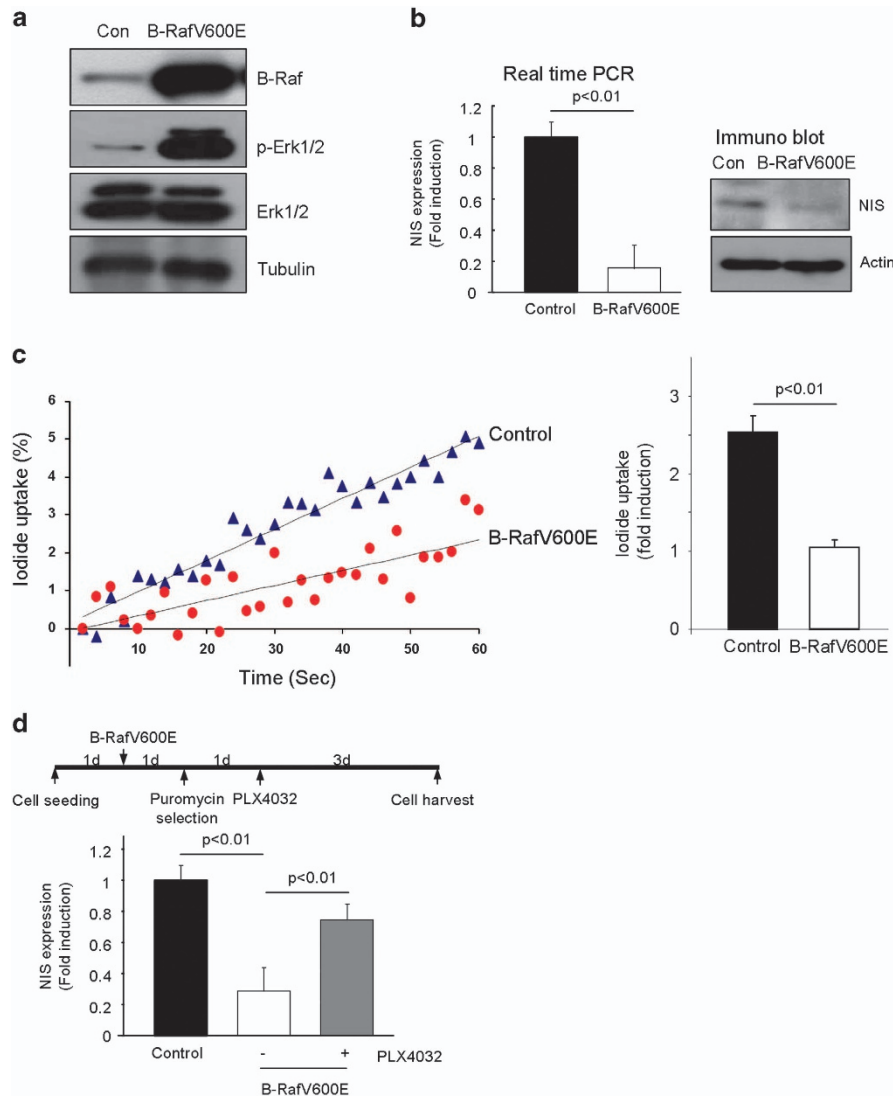 a
Con B-RafV600E
B-Raf
p-Erk1/2
Erk1/2
Tubulin
b
Real time PCR
p<0.01
NIS expression
(Fold induction)
1.2
1
0.8
0.6
0.4
0.2
0
Control B-RafV600E
Immuno blot
Con B-RafV600E
NIS
Actin
c
Iodide uptake (%)
6
5
4
3
2
1
0
10 20 30 40 50 60
Time (Sec)
Control
B-RafV600E
p<0.01
Iodide uptake
(fold induction)
3
2
1
0
Control B-RafV600E
d
B-RafV600E
1d 1d 1d 3d
Cell seeding Puromycin selection PLX4032 Cell harvest
p<0.01
p<0.01
NIS expression
(Fold induction)
1.2
1
0.8
0.6
0.4
0.2
0
Control - + PLX4032
B-RafV600E